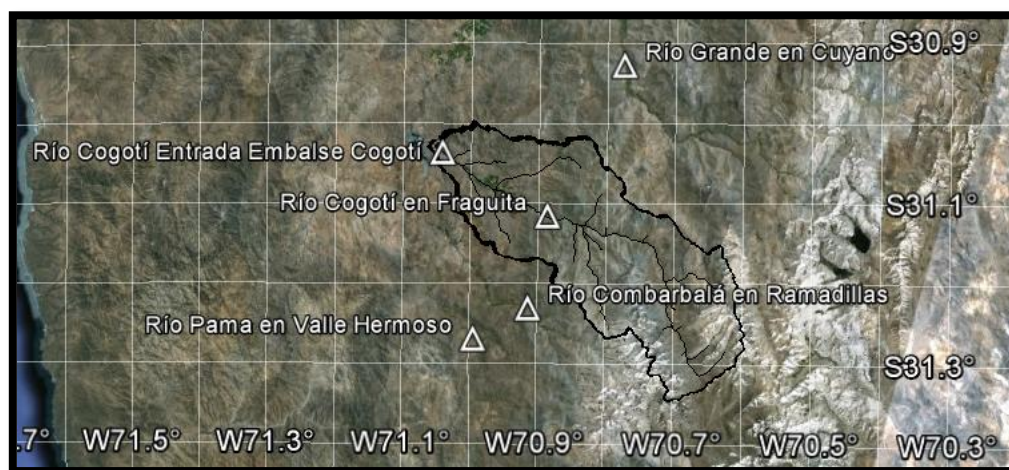 Río Grande en Cuyano S30.9°
Río Cogotí Entrada Embalse Cogotí
Río Cogotí en Fraguita S31.1°
Río Combarbalá en Ramadillas
Río Pama en Valle Hermoso
S31.3°
.7° W71.5° W71.3° W71.1° W70.9° W70.7° W70.5° W70.3°